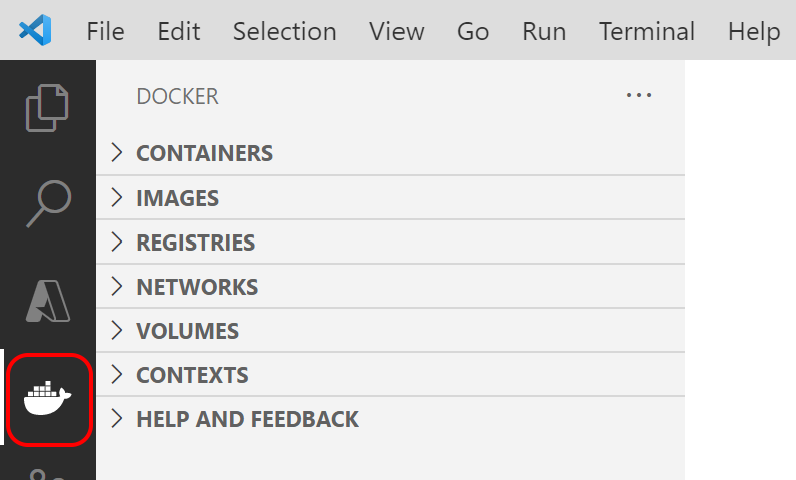 File Edit Selection View Go Run Terminal Help
DOCKER
CONTAINERS
IMAGES
REGISTRIES
NETWORKS
VOLUMES
CONTEXTS
HELP AND FEEDBACK